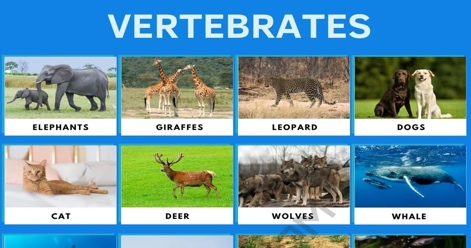 VERTEBRATES
ELEPHANTS GIRAFFES LEOPARD DOGS
CAT DEER WOLVES WHALE